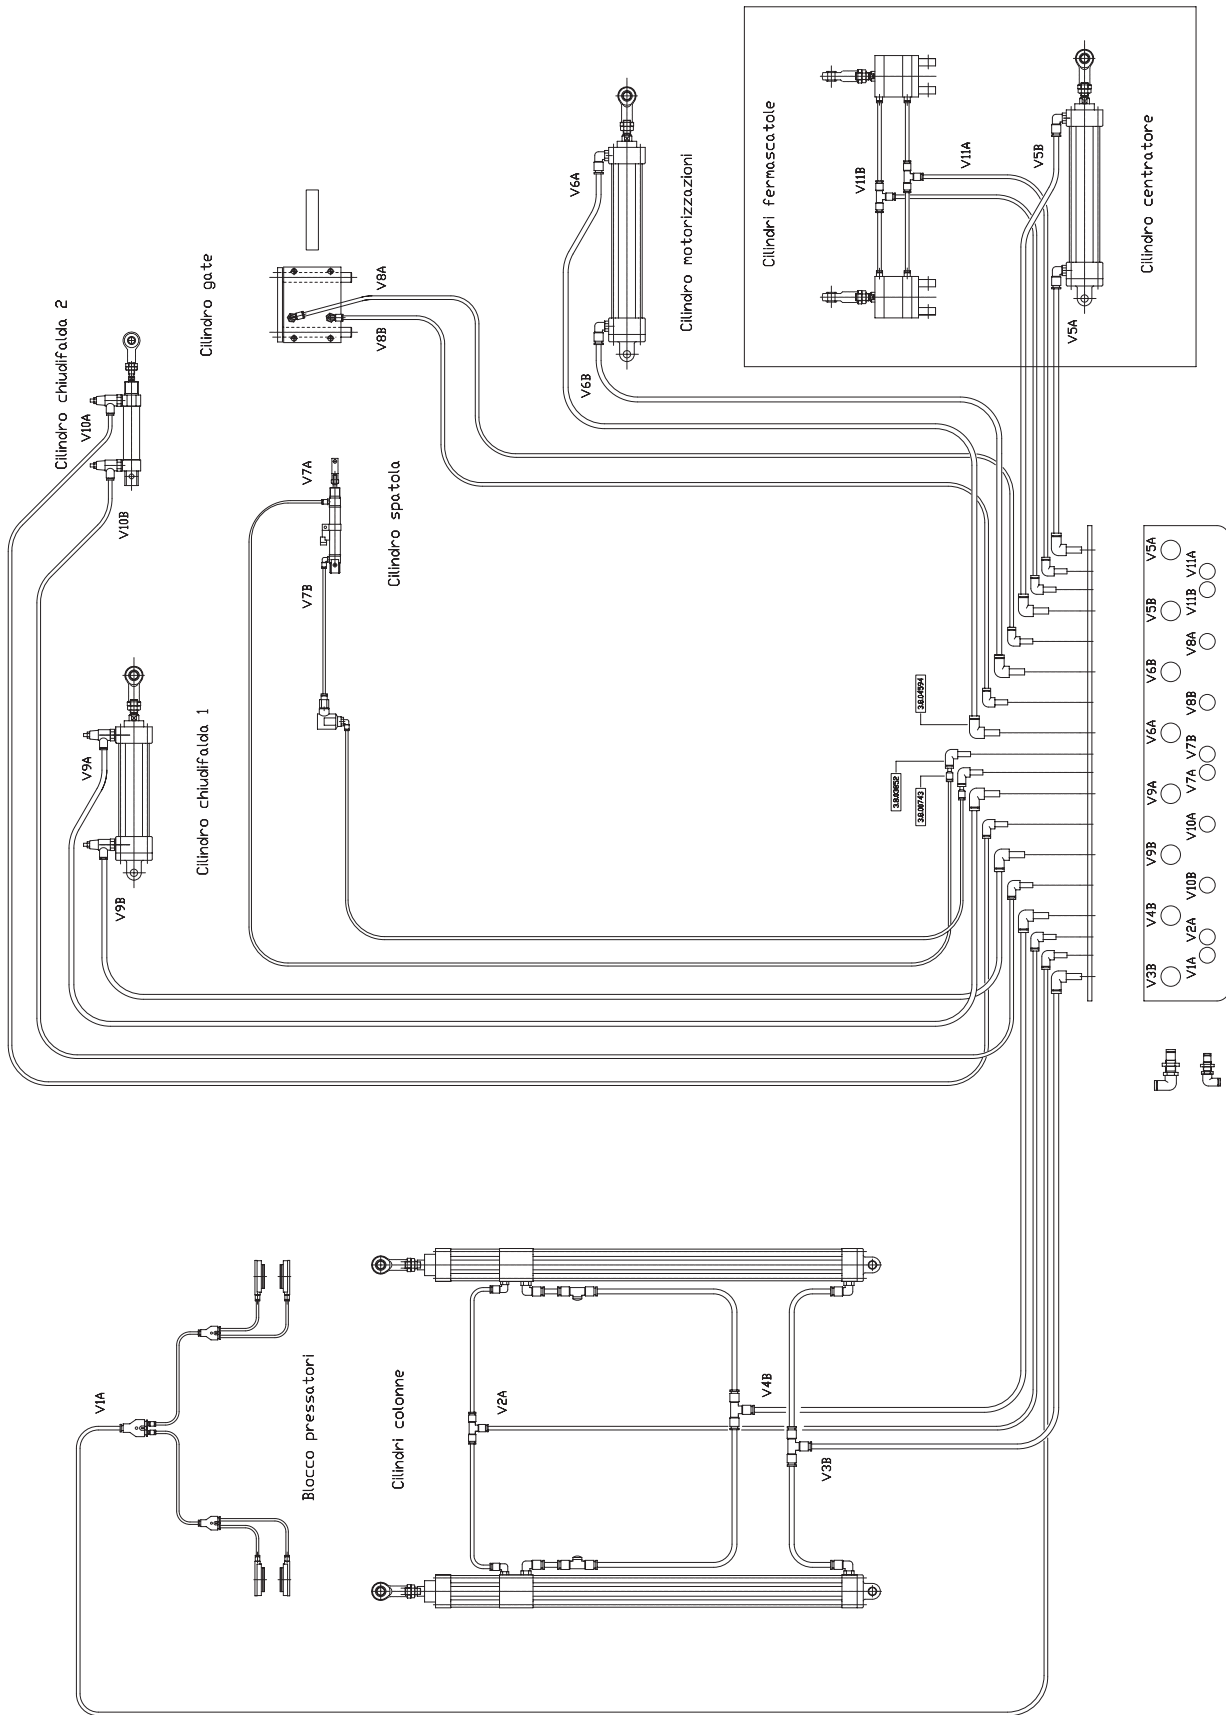 Cilindro chiudifalda 2
V10A
V10B
Cilindro gate
V8A
V8B
V6A
V6B
Cilindro motorizzazioni
Cilindri fermascatole
V11B
V11A
V5B
V5A
Cilindro centratore
V7A
V7B
Cilindro spatola
V9A
V9B
Cilindro chiudifalda 1
V1A
Blocco pressatori
Cilindri colonne
V2A
V4B
V3B
V3B
V4B
V9B
V9A
V6A
V6B
V5B
V5A
V1A
V2A
V10B
V10A
V7A
V7B
V8B
V8A
V11B
V11A